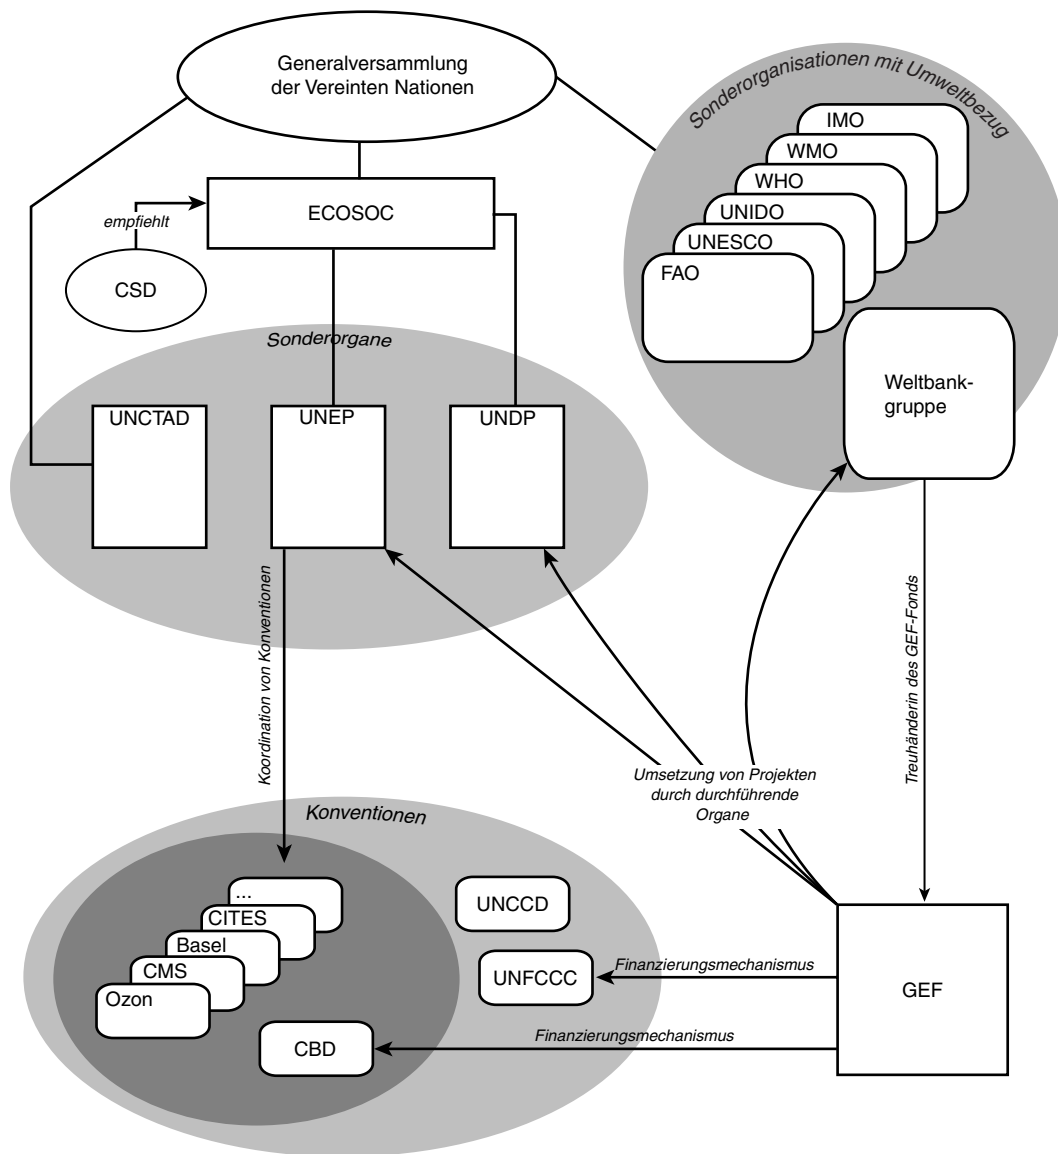 Generalversammlung
der Vereinten Nationen
Sonderorganisationen mit Umweltbezug
IMO
WMO
WHO
UNIDO
UNESCO
FAO
Weltbank-
gruppe
ECOSOC
empfiehlt
CSD
Sonderorgane
UNCTAD
UNEP
UNDP
Koordination von Konventionen
Treuhänderin des GEF-Fonds
Umsetzung von Projekten
durch durchführende
Organe
Konventionen
...
CITES
Basel
CMS
Ozon
UNCCD
UNFCCC
CBD
Finanzierungsmechanismus
Finanzierungsmechanismus
GEF